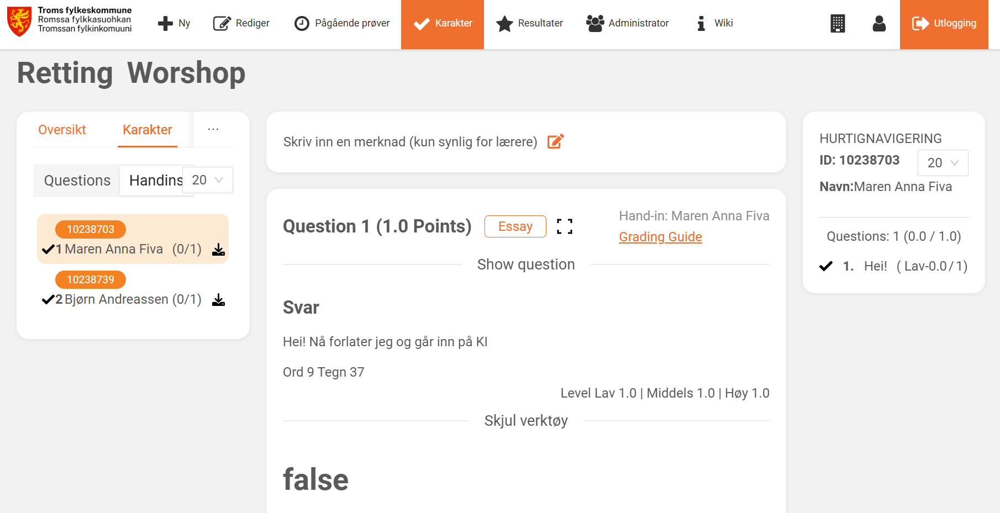 Troms fylkeskommune
Romssa fylkkasuohkan
Tromssan fylkinkomuuni
Ny
Rediger
Pågående prøver
Karakter
Resultater
Administrator
Wiki
Utlogging
Retting Worshop
Oversikt
Karakter
...
Questions
Handins
20
10238703
1 Maren Anna Fiva (0/1)
10238739
2 Bjørn Andreassen (0/1)
Skriv inn en merknad (kun synlig for lærere)
Question 1 (1.0 Points)
Essay
Hand-in: Maren Anna Fiva
Grading Guide
Show question
Svar
Hei! Nå forlater jeg og går inn på KI
Ord 9 Tegn 37
Level Lav 1.0 | Middels 1.0 | Høy 1.0
Skjul verktøy
false
HURTIGNAVIGERING
ID: 10238703
20
Navn:Maren Anna Fiva
Questions: 1 (0.0 / 1.0)
1. Hei! ( Lav-0.0 / 1)